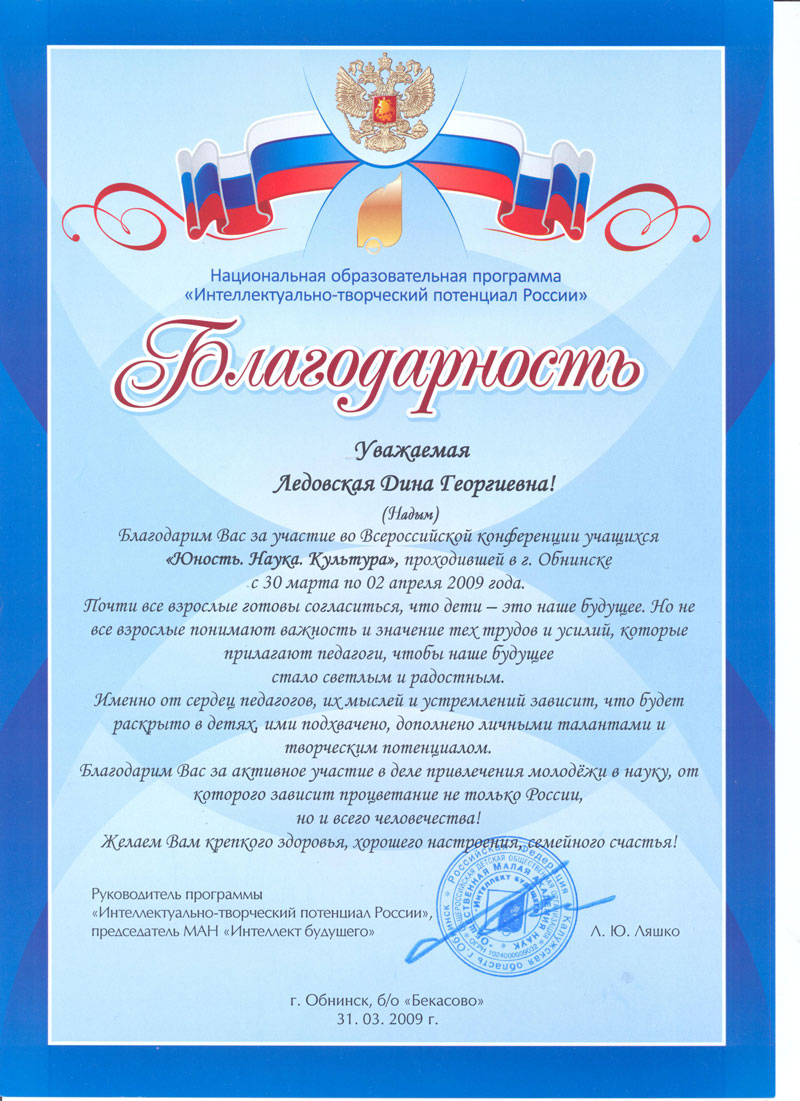 Национальная образовательная программа
«Интеллектуально-творческий потенциал России»
Благодарность
Уважаемая
Ледовская Дина Георгиевна!
(Надым)
Благодарим Вас за участие во Всероссийской конференции учащихся
«Юность. Наука. Культура», проходившей в г. Обнинске
с 30 марта по 02 апреля 2009 года.
Почти все взрослые готовы согласиться, что дети – это наше будущее. Но не
все взрослые понимают важность и значение тех трудов и усилий, которые
прилагают педагоги, чтобы наше будущее
стало светлым и радостным.
Именно от сердец педагогов, их мыслей и устремлений зависит, что будет
раскрыто в детях, ими подхвачено, дополнено личными талантами и
творческим потенциалом.
Благодарим Вас за активное участие в деле привлечения молодёжи в науку, от
которого зависит процветание не только России,
но и всего человечества!
Желаем Вам крепкого здоровья, хорошего настроения, семейного счастья!
Руководитель программы
«Интеллектуально-творческий потенциал России»,
председатель МАН «Интеллект будущего»
Л. Ю. Ляшко
Российская Федерация * Калужская область г. Обнинск
Малая академия наук
Интеллект будущего
г. Обнинск, б/о «Бекасово»
31. 03. 2009 г.